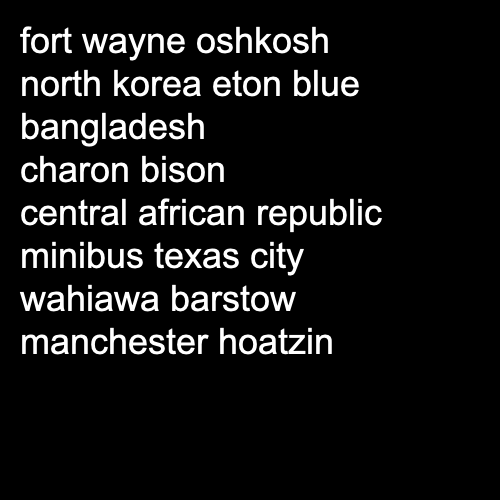 fort wayne oshkosh
north korea eton blue
bangladesh
charon bison
central african republic
minibus texas city
wahiawa barstow
manchester hoatzin